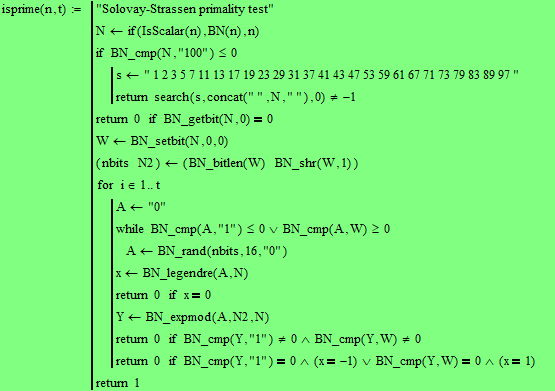 isprime(n,t) := "Solovay-Strassen primality test"
N ← if(IsScalar(n),BN(n),n)
if BN_cmp(N,"100") ≤ 0
s ← " 1 2 3 5 7 11 13 17 19 23 29 31 37 41 43 47 53 59 61 67 71 73 79 83 89 97 "
return search(s,concat(" ",N," "),0) ≠ -1
return 0 if BN_getbit(N,0) = 0
W ← BN_setbit(N,0,0)
(nbits N2) ← (BN_bitlen(W) BN_shr(W,1))
for i ∈ 1..t
A ← "0"
while BN_cmp(A,"1") ≤ 0 ∨ BN_cmp(A,W) ≥ 0
A ← BN_rand(nbits,16,"0")
x ← BN_legendre(A,N)
return 0 if x = 0
Y ← BN_expmod(A,N2,N)
return 0 if BN_cmp(Y,"1") ≠ 0 ∧ BN_cmp(Y,W) ≠ 0
return 0 if BN_cmp(Y,"1") = 0 ∧ (x = -1) ∨ BN_cmp(Y,W) = 0 ∧ (x = 1)
return 1